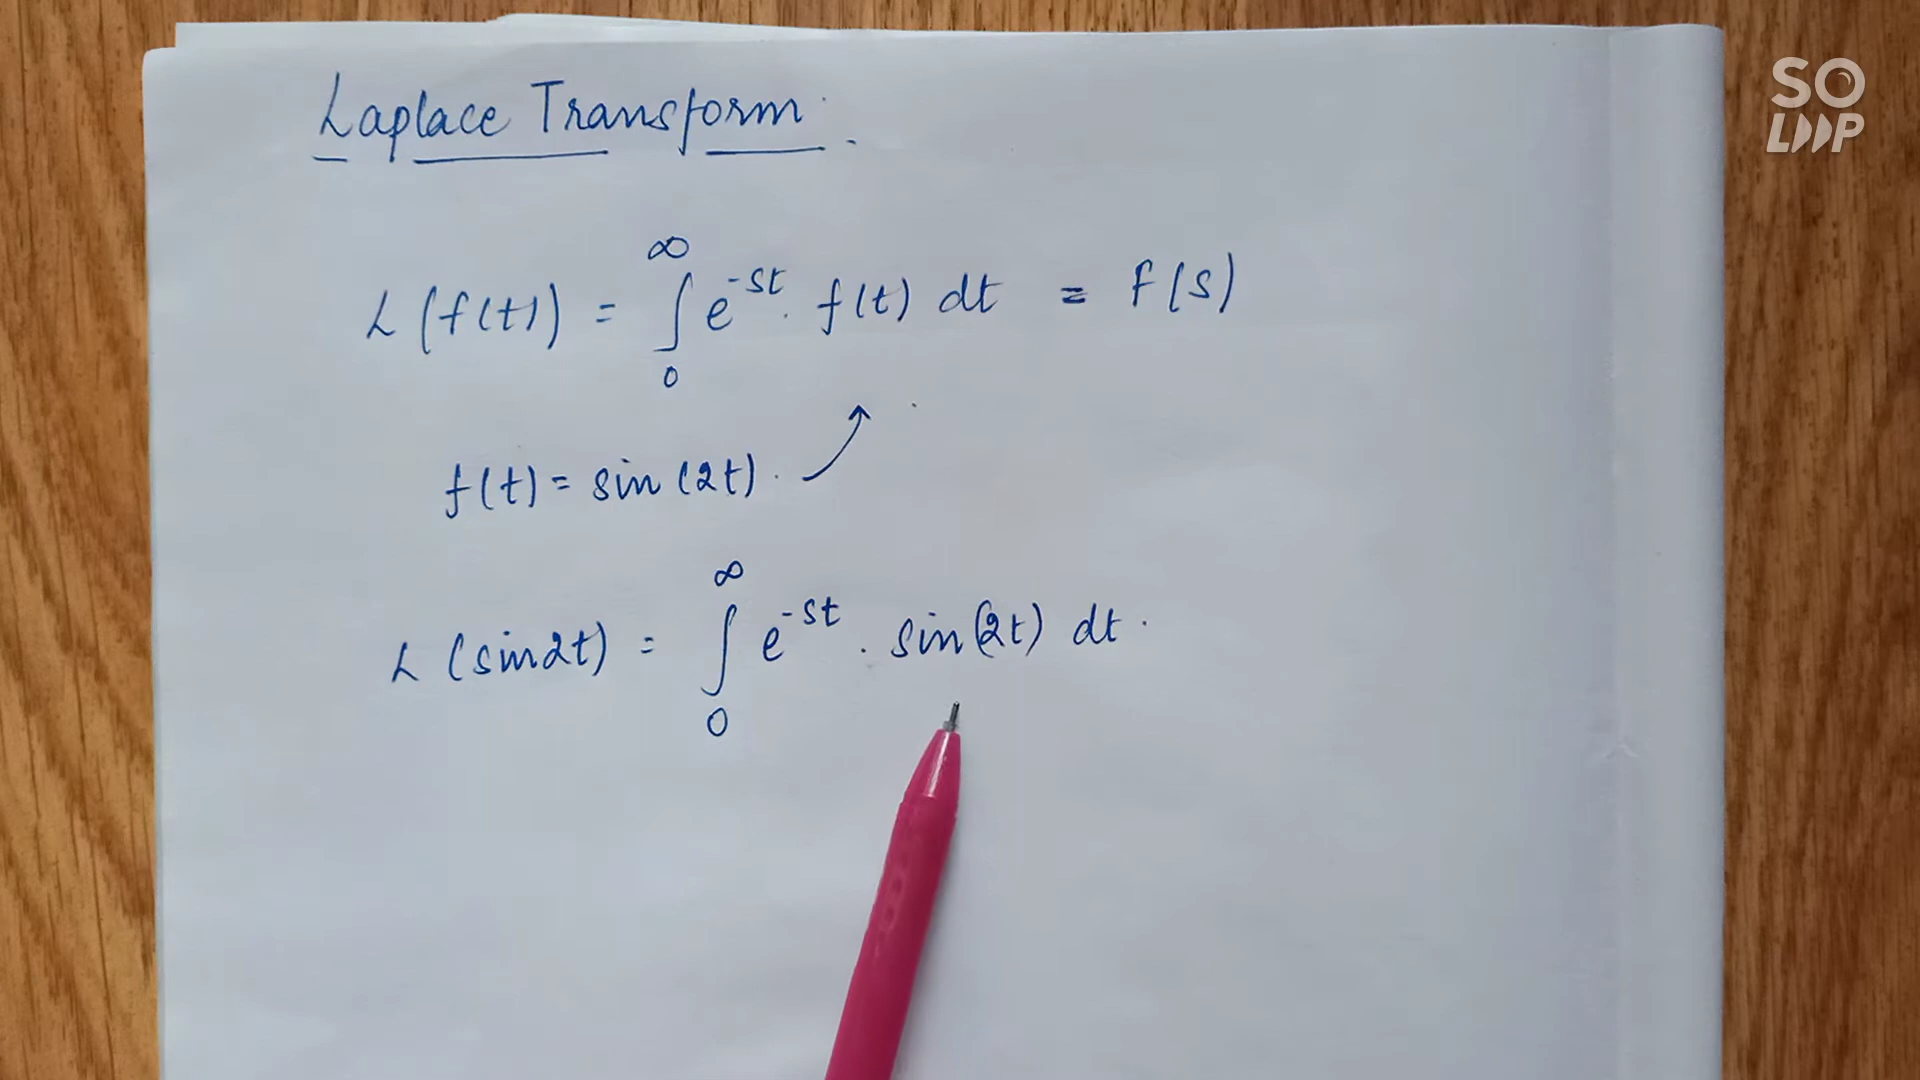 Laplace Transform.
L(f(t)) = ∫₀^∞ e^{-st} . f(t) dt = F(s)
f(t) = sin(2t).
L(sin2t) = ∫₀^∞ e^{-st} . sin(2t) dt.
SO
LOOP